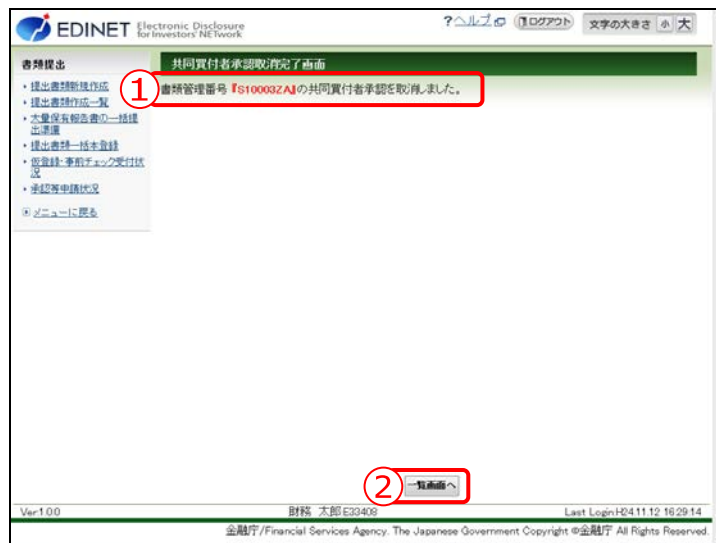 EDINET Electronic Disclosure for Investors' NETwork
?ヘルプ ログアウト 文字の大きさ 小 大
書類提出
・提出書類新規作成
・提出書類作成一覧
・大量保有報告書の一括提
出準備
・提出書類一括本登録
・仮登録・事前チェック受付状
況
・承認等申請状況
メニューに戻る
共同買付者承認取消完了画面
① 書類管理番号『S10003ZA』の共同買付者承認を取消しました。
② 一覧画面へ
Ver1.0.0 財務 太郎 E33408 Last Login:H24.11.12 16:29:14
金融庁/Financial Services Agency. The Japanese Government Copyright ©金融庁 All Rights Reserved.